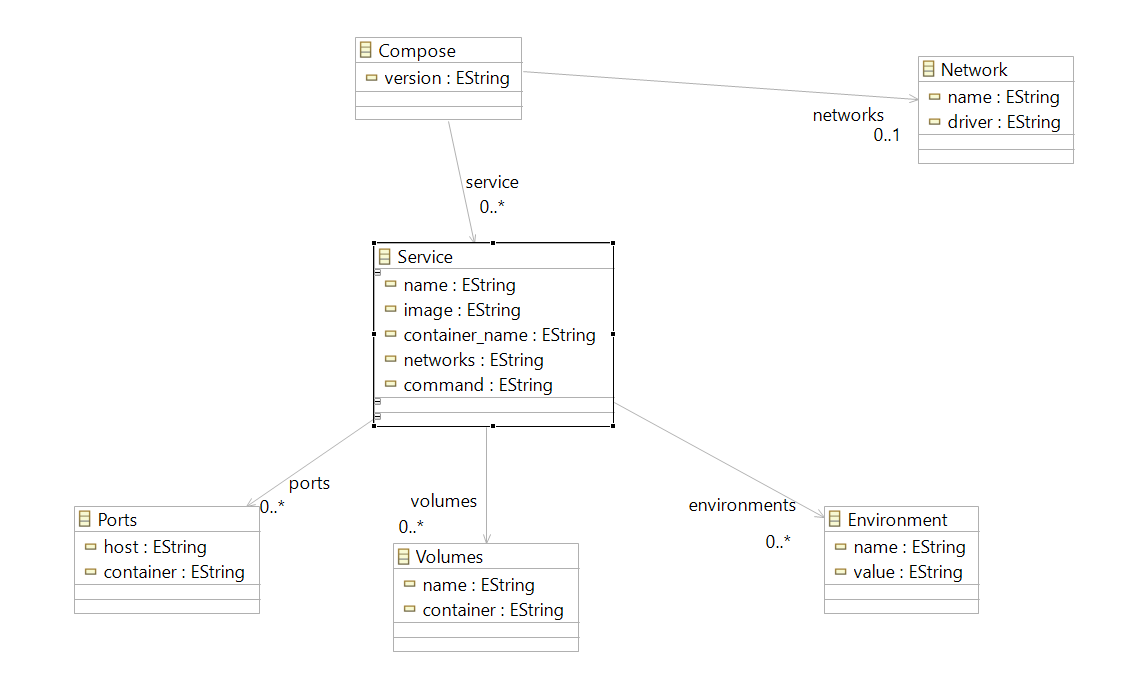 Compose
version : EString
Network
name : EString
driver : EString
networks
0..1
service
0..*
Service
name : EString
image : EString
container_name : EString
networks : EString
command : EString
ports
0..*
volumes
0..*
environments
0..*
Ports
host : EString
container : EString
Volumes
name : EString
container : EString
Environment
name : EString
value : EString